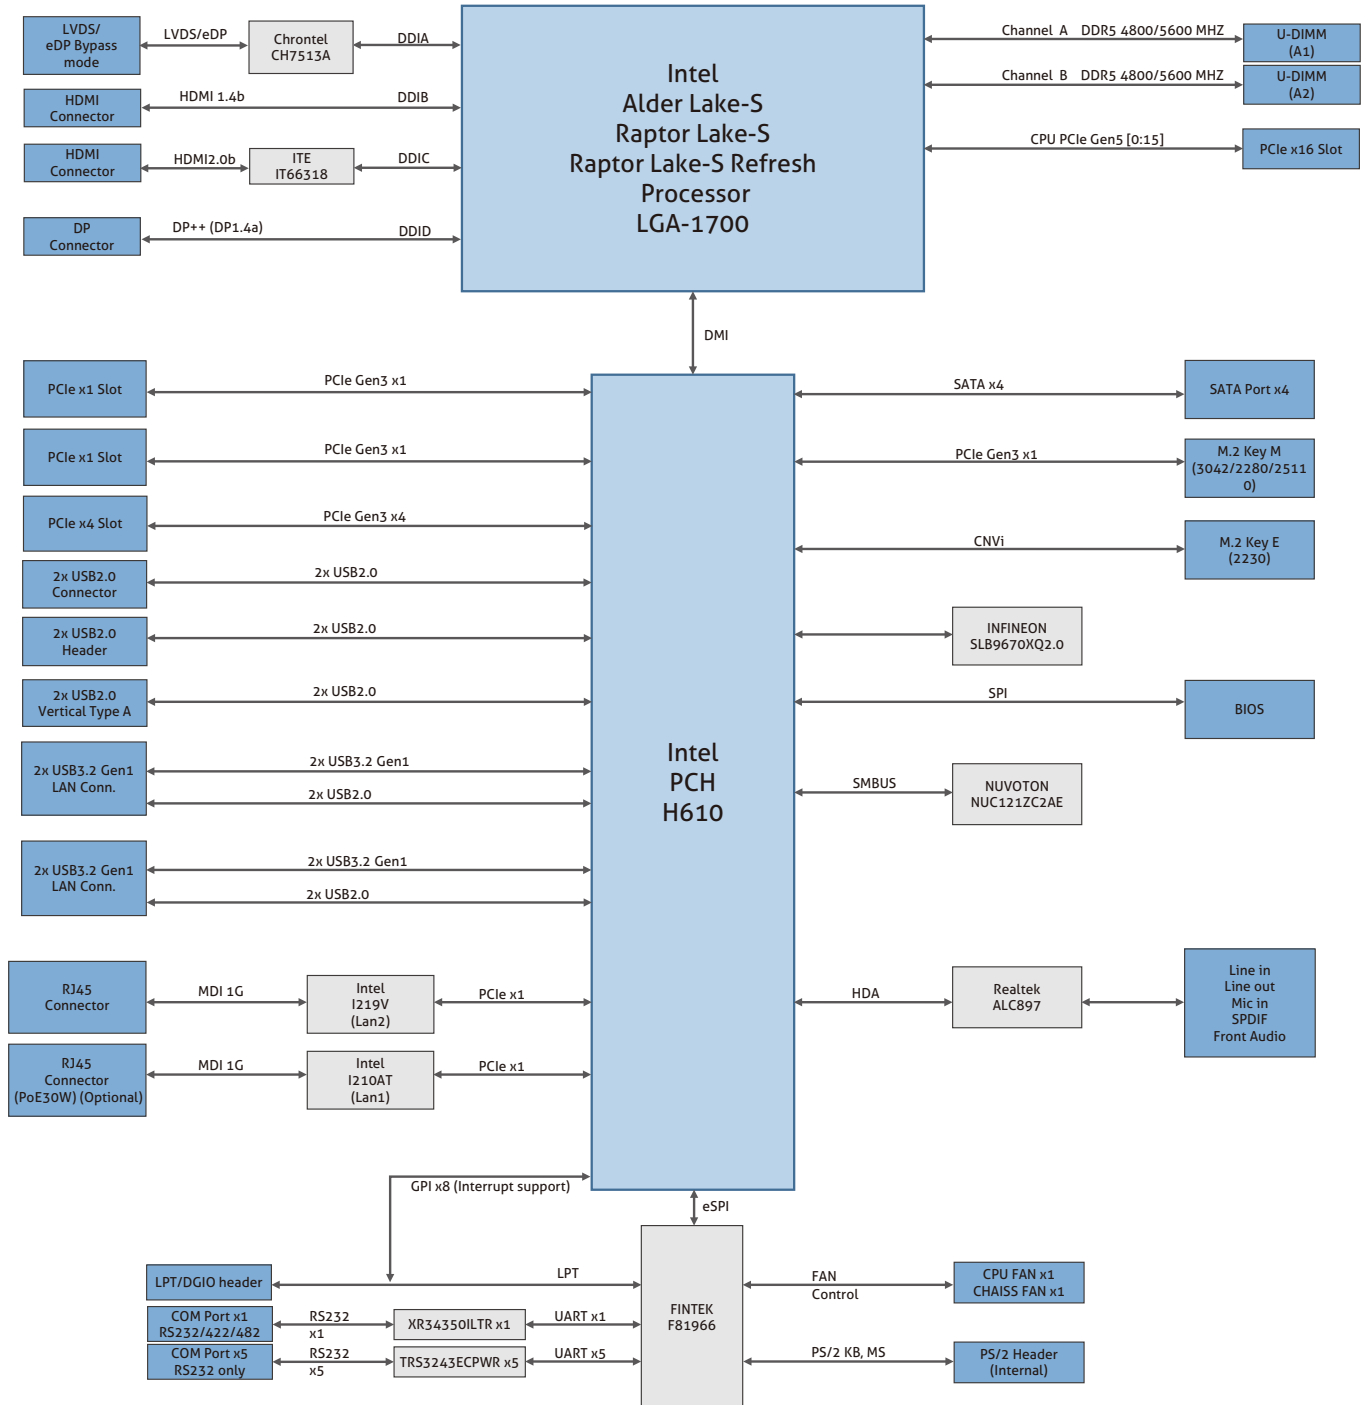 LVDS/
eDP Bypass
mode
LVDS/eDP
Chrontel
CH7513A
DDIA
HDMI
Connector
HDMI 1.4b
DDIB
HDMI
Connector
HDMI2.0b
ITE
IT66318
DDIC
DP
Connector
DP++ (DP1.4a)
DDID
Intel
Alder Lake-S
Raptor Lake-S
Raptor Lake-S Refresh
Processor
LGA-1700
Channel A DDR5 4800/5600 MHZ
U-DIMM
(A1)
Channel B DDR5 4800/5600 MHZ
U-DIMM
(A2)
CPU PCIe Gen5 [0:15]
PCIe x16 Slot
DMI
PCIe x1 Slot
PCIe Gen3 x1
PCIe x1 Slot
PCIe Gen3 x1
PCIe x4 Slot
PCIe Gen3 x4
2x USB2.0
Connector
2x USB2.0
2x USB2.0
Header
2x USB2.0
2x USB2.0
Vertical Type A
2x USB2.0
2x USB3.2 Gen1
LAN Conn.
2x USB3.2 Gen1
2x USB2.0
2x USB3.2 Gen1
LAN Conn.
2x USB3.2 Gen1
2x USB2.0
RJ45
Connector
MDI 1G
Intel
I219V
(Lan2)
PCIe x1
RJ45
Connector
(PoE30W) (Optional)
MDI 1G
Intel
I210AT
(Lan1)
PCIe x1
Intel
PCH
H610
SATA x4
SATA Port x4
PCIe Gen3 x1
M.2 Key M
(3042/2280/2511
0)
CNVi
M.2 Key E
(2230)
INFINEON
SLB9670XQ2.0
SPI
BIOS
SMBUS
NUVOTON
NUC121ZC2AE
HDA
Realtek
ALC897
Line in
Line out
Mic in
SPDIF
Front Audio
GPI x8 (Interrupt support)
eSPI
LPT/DGIO header
LPT
COM Port x1
RS232/422/482
RS232
x1
XR34350ILTR x1
UART x1
COM Port x5
RS232 only
RS232
x5
TRS3243ECPWR x5
UART x5
FINTEK
F81966
FAN
Control
CPU FAN x1
CHAISS FAN x1
PS/2 KB, MS
PS/2 Header
(Internal)